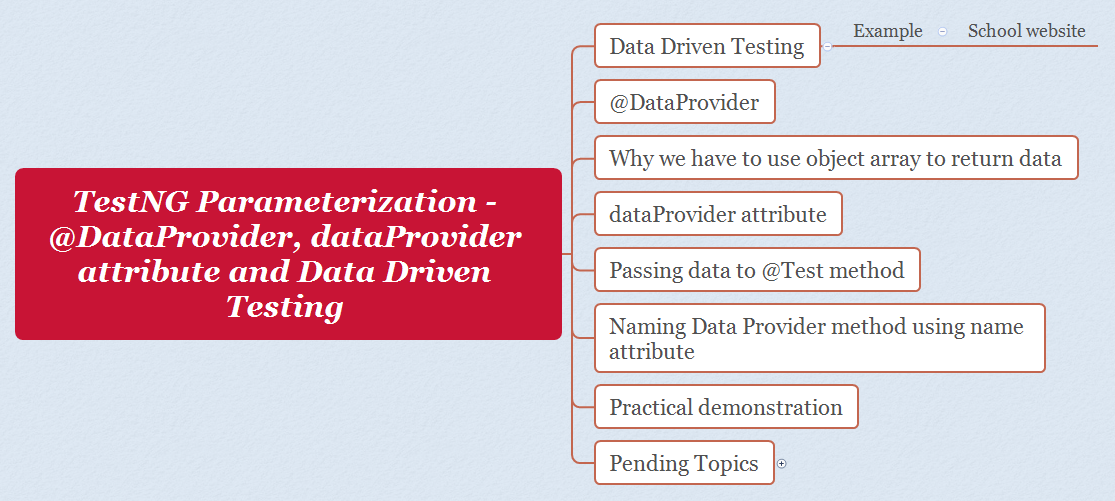 TestNG Parameterization -
@DataProvider, dataProvider
attribute and Data Driven
Testing
Data Driven Testing
Example
School website
@DataProvider
Why we have to use object array to return data
dataProvider attribute
Passing data to @Test method
Naming Data Provider method using name
attribute
Practical demonstration
Pending Topics